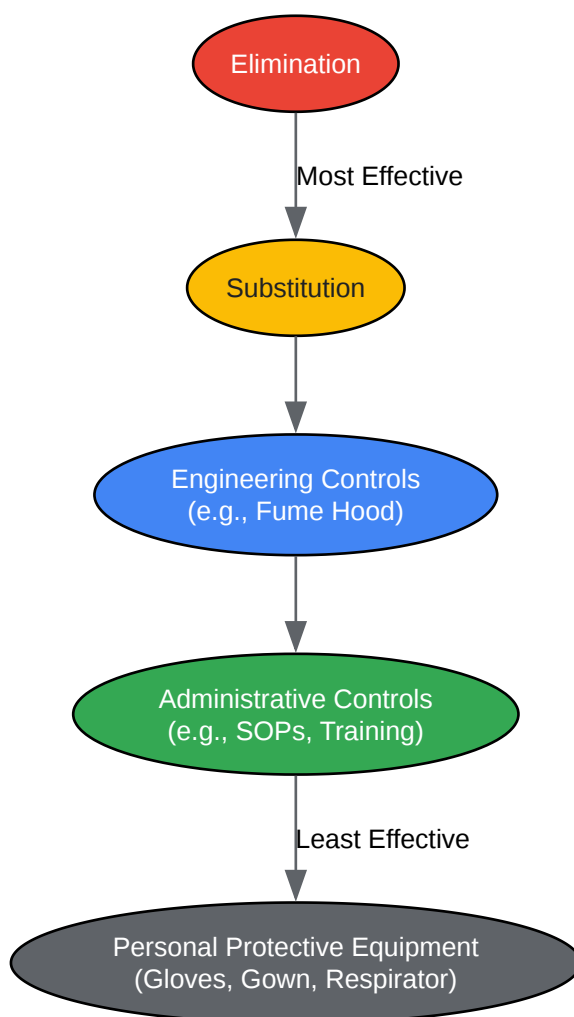 Elimination
Most Effective
Substitution
Engineering Controls
(e.g., Fume Hood)
Administrative Controls
(e.g., SOPs, Training)
Least Effective
Personal Protective Equipment
(Gloves, Gown, Respirator)